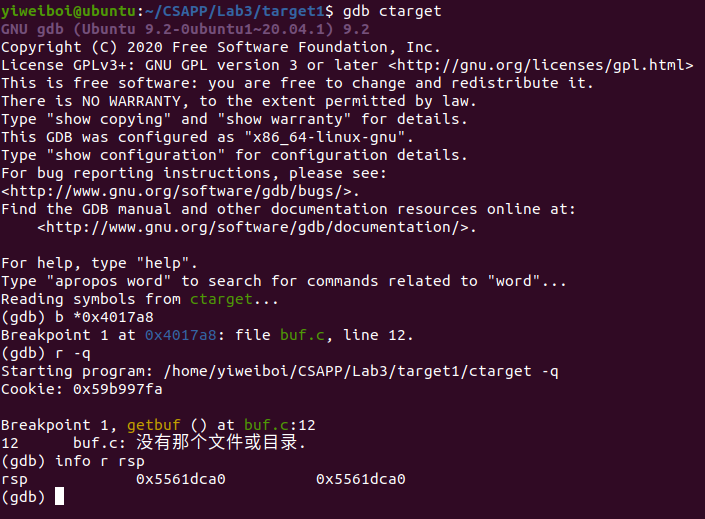 yiweiboi@ubuntu:~/CSAPP/Lab3/target1$ gdb ctarget
GNU gdb (Ubuntu 9.2-0ubuntu1~20.04.1) 9.2
Copyright (C) 2020 Free Software Foundation, Inc.
License GPLv3+: GNU GPL version 3 or later <http://gnu.org/licenses/gpl.html>
This is free software: you are free to change and redistribute it.
There is NO WARRANTY, to the extent permitted by law.
Type "show copying" and "show warranty" for details.
This GDB was configured as "x86_64-linux-gnu".
Type "show configuration" for configuration details.
For bug reporting instructions, please see:
<http://www.gnu.org/software/gdb/bugs/>.
Find the GDB manual and other documentation resources online at:
    <http://www.gnu.org/software/gdb/documentation/>.

For help, type "help".
Type "apropos word" to search for commands related to "word"...
Reading symbols from ctarget...
(gdb) b *0x4017a8
Breakpoint 1 at 0x4017a8: file buf.c, line 12.
(gdb) r -q
Starting program: /home/yiweiboi/CSAPP/Lab3/target1/ctarget -q
Cookie: 0x59b997fa

Breakpoint 1, getbuf () at buf.c:12
12      buf.c: 没有那个文件或目录.
(gdb) info r rsp
rsp            0x5561dca0          0x5561dca0
(gdb)